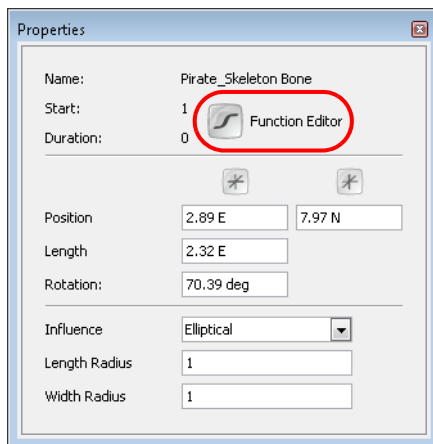 Properties
Name: Pirate_Skeleton Bone
Start: 1
Function Editor
Duration: 0
Position 2.89 E 7.97 N
Length 2.32 E
Rotation: 70.39 deg
Influence Elliptical
Length Radius 1
Width Radius 1